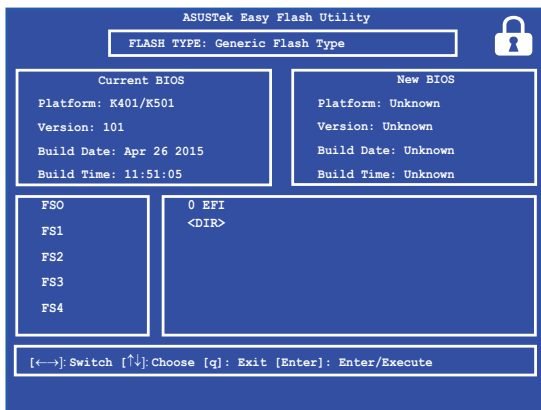 ASUSTek Easy Flash Utility
FLASH TYPE: Generic Flash Type
Current BIOS
Platform: K401/K501
Version: 101
Build Date: Apr 26 2015
Build Time: 11:51:05
New BIOS
Platform: Unknown
Version: Unknown
Build Date: Unknown
Build Time: Unknown
FSO
FS1
FS2
FS3
FS4
0 EFI
<DIR>
[←→]: Switch [↑↓]: Choose [q]: Exit [Enter]: Enter/Execute